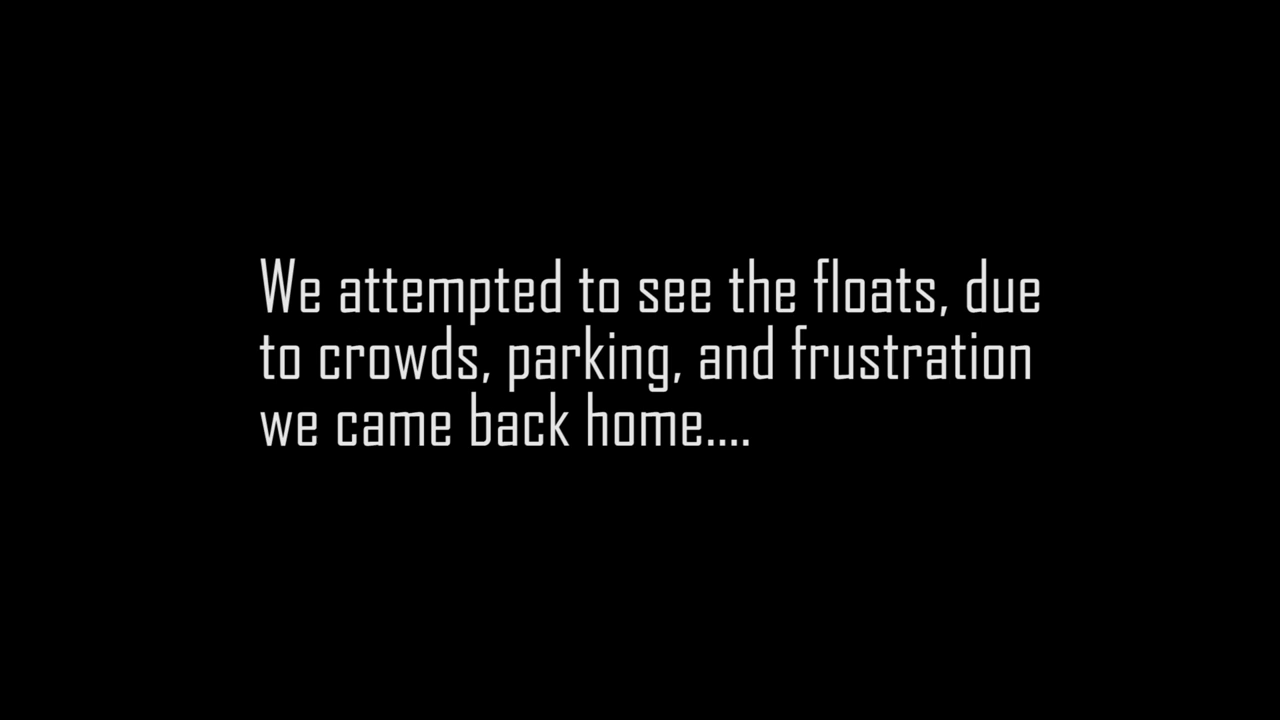 We attempted to see the floats, due
to crowds, parking, and frustration
we came back home....